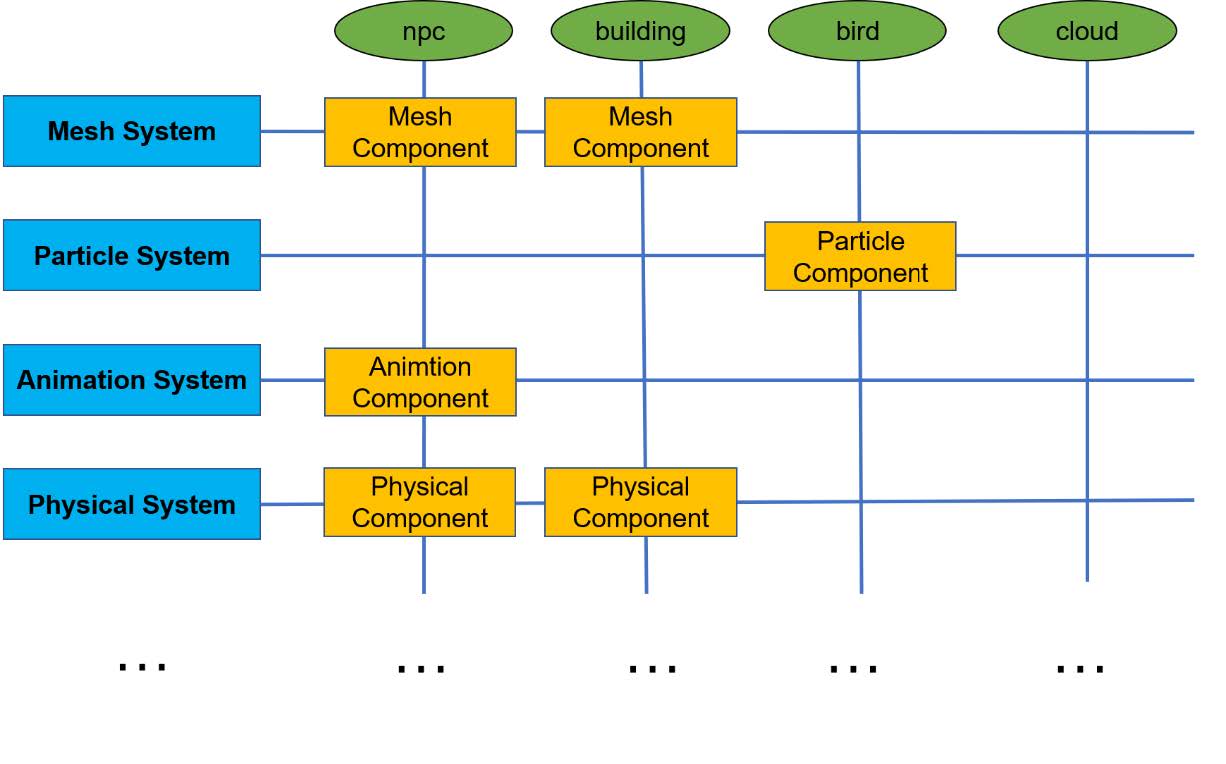 npc
building
bird
cloud
Mesh System
Mesh
Component
Mesh
Component
Particle System
Particle
Component
Animation System
Animtion
Component
Physical System
Physical
Component
Physical
Component
...
...
...
...
...